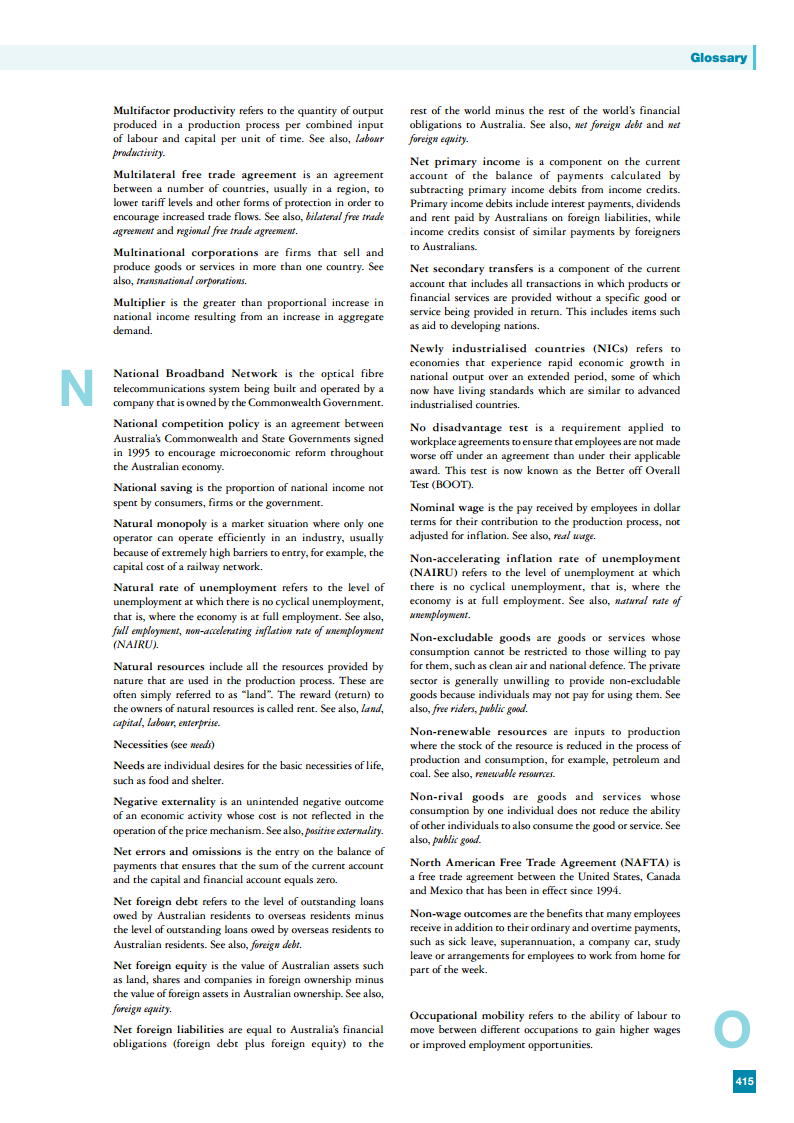 Glossary
Multifactor productivity refers to the quantity of output
produced in a production process per combined input
of labour and capital per unit of time. See also, labour
productivity.
Multilateral free trade agreement is an agreement
between a number of countries, usually in a region, to
lower tariff levels and other forms of protection in order to
encourage increased trade flows. See also, bilateral free trade
agreement and regional free trade agreement.
Multinational corporations are firms that sell and
produce goods or services in more than one country. See
also, transnational corporations.
Multiplier is the greater than proportional increase in
national income resulting from an increase in aggregate
demand.
N
National Broadband Network is the optical fibre
telecommunications system being built and operated by a
company that is owned by the Commonwealth Government.
National competition policy is an agreement between
Australia's Commonwealth and State Governments signed
in 1995 to encourage microeconomic reform throughout
the Australian economy.
National saving is the proportion of national income not
spent by consumers, firms or the government.
Natural monopoly is a market situation where only one
operator can operate efficiently in an industry, usually
because of extremely high barriers to entry, for example, the
capital cost of a railway network.
Natural rate of unemployment refers to the level of
unemployment at which there is no cyclical unemployment,
that is, where the economy is at full employment. See also,
full employment, non-accelerating inflation rate of unemployment
(NAIRU).
Natural resources include all the resources provided by
nature that are used in the production process. These are
often simply referred to as “land”. The reward (return) to
the owners of natural resources is called rent. See also, land,
capital, labour, enterprise.
Necessities (see needs)
Needs are individual desires for the basic necessities of life,
such as food and shelter.
Negative externality is an unintended negative outcome
of an economic activity whose cost is not reflected in the
operation of the price mechanism. See also, positive externality.
Net errors and omissions is the entry on the balance of
payments that ensures that the sum of the current account
and the capital and financial account equals zero.
Net foreign debt refers to the level of outstanding loans
owed by Australian residents to overseas residents minus
the level of outstanding loans owed by overseas residents to
Australian residents. See also, foreign debt.
Net foreign equity is the value of Australian assets such
as land, shares and companies in foreign ownership minus
the value of foreign assets in Australian ownership. See also,
foreign equity.
Net foreign liabilities are equal to Australia's financial
obligations (foreign debt plus foreign equity) to the
rest of the world minus the rest of the world's financial
obligations to Australia. See also, net foreign debt and net
foreign equity.
Net primary income is a component on the current
account of the balance of payments calculated by
subtracting primary income debits from income credits.
Primary income debits include interest payments, dividends
and rent paid by Australians on foreign liabilities, while
income credits consist of similar payments by foreigners
to Australians.
Net secondary transfers is a component of the current
account that includes all transactions in which products or
financial services are provided without a specific good or
service being provided in return. This includes items such
as aid to developing nations.
Newly industrialised countries (NICs) refers to
economies that experience rapid economic growth in
national output over an extended period, some of which
now have living standards which are similar to advanced
industrialised countries.
No disadvantage test is a requirement applied to
workplace agreements to ensure that employees are not made
worse off under an agreement than under their applicable
award. This test is now known as the Better off Overall
Test (BOOT).
Nominal wage is the pay received by employees in dollar
terms for their contribution to the production process, not
adjusted for inflation. See also, real wage.
Non-accelerating inflation rate of unemployment
(NAIRU) refers to the level of unemployment at which
there is no cyclical unemployment, that is, where the
economy is at full employment. See also, natural rate of
unemployment.
Non-excludable goods are goods or services whose
consumption cannot be restricted to those willing to pay
for them, such as clean air and national defence. The private
sector is generally unwilling to provide non-excludable
goods because individuals may not pay for using them. See
also, free riders, public good.
Non-renewable resources are inputs to production
where the stock of the resource is reduced in the process of
production and consumption, for example, petroleum and
coal. See also, renewable resources.
Non-rival goods are goods and services whose
consumption by one individual does not reduce the ability
of other individuals to also consume the good or service. See
also, public good.
North American Free Trade Agreement (NAFTA) is
a free trade agreement between the United States, Canada
and Mexico that has been in effect since 1994.
Non-wage outcomes are the benefits that many employees
receive in addition to their ordinary and overtime payments,
such as sick leave, superannuation, a company car, study
leave or arrangements for employees to work from home for
part of the week.
O
Occupational mobility refers to the ability of labour to
move between different occupations to gain higher wages
or improved employment opportunities.
415